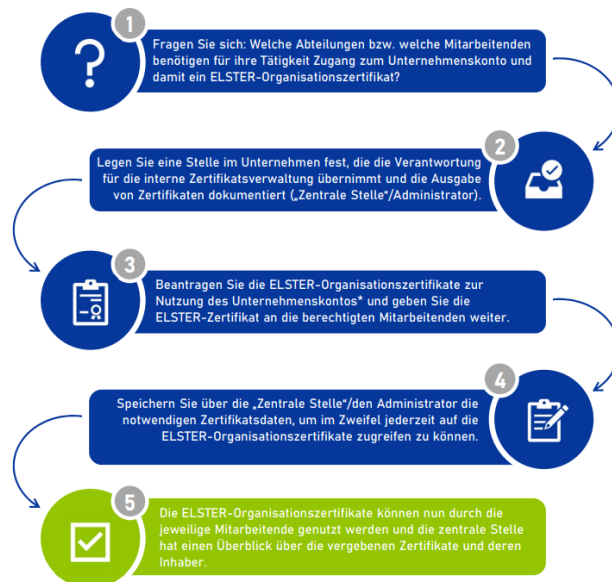 1
Fragen Sie sich: Welche Abteilungen bzw. welche Mitarbeitenden
benötigen für ihre Tätigkeit Zugang zum Unternehmenskonto und
damit ein ELSTER-Organisationszertifikat?
2
Legen Sie eine Stelle im Unternehmen fest, die die Verantwortung
für die interne Zertifikatsverwaltung übernimmt und die Ausgabe
von Zertifikaten dokumentiert („Zentrale Stelle“/Administrator).
3
Beantragen Sie die ELSTER-Organisationszertifikate zur
Nutzung des Unternehmenskontos* und geben Sie die
ELSTER-Zertifikat an die berechtigten Mitarbeitenden weiter.
4
Speichern Sie über die „Zentrale Stelle“/den Administrator die
notwendigen Zertifikatsdaten, um im Zweifel jederzeit auf die
ELSTER-Organisationszertifikate zugreifen zu können.
5
Die ELSTER-Organisationszertifikate können nun durch die
jeweilige Mitarbeitende genutzt werden und die zentrale Stelle
hat einen Überblick über die vergebenen Zertifikate und deren
Inhaber.